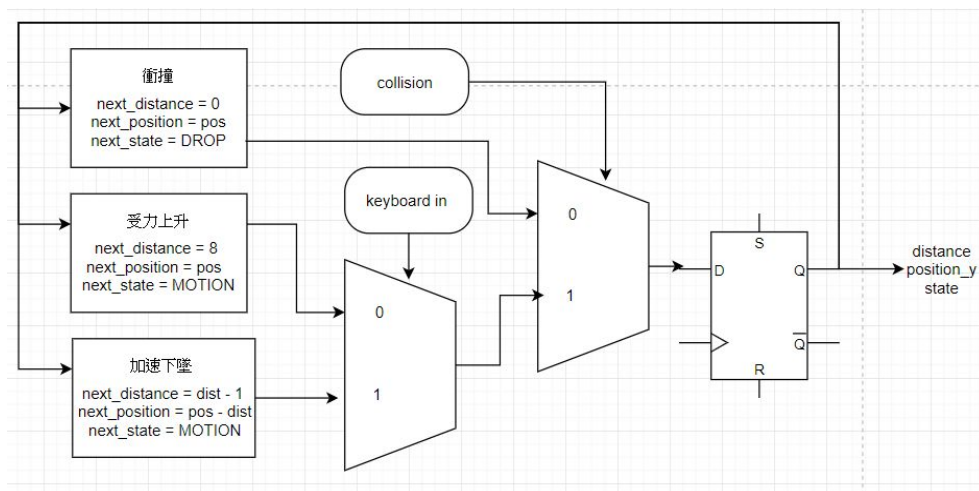 衝撞
next_distance = 0
next_position = pos
next_state = DROP
collision
受力上升
next_distance = 8
next_position = pos
next_state = MOTION
keyboard in
加速下墜
next_distance = dist - 1
next_position = pos - dist
next_state = MOTION
0
1
0
1
S
D
Q
Q
R
distance
position_y
state